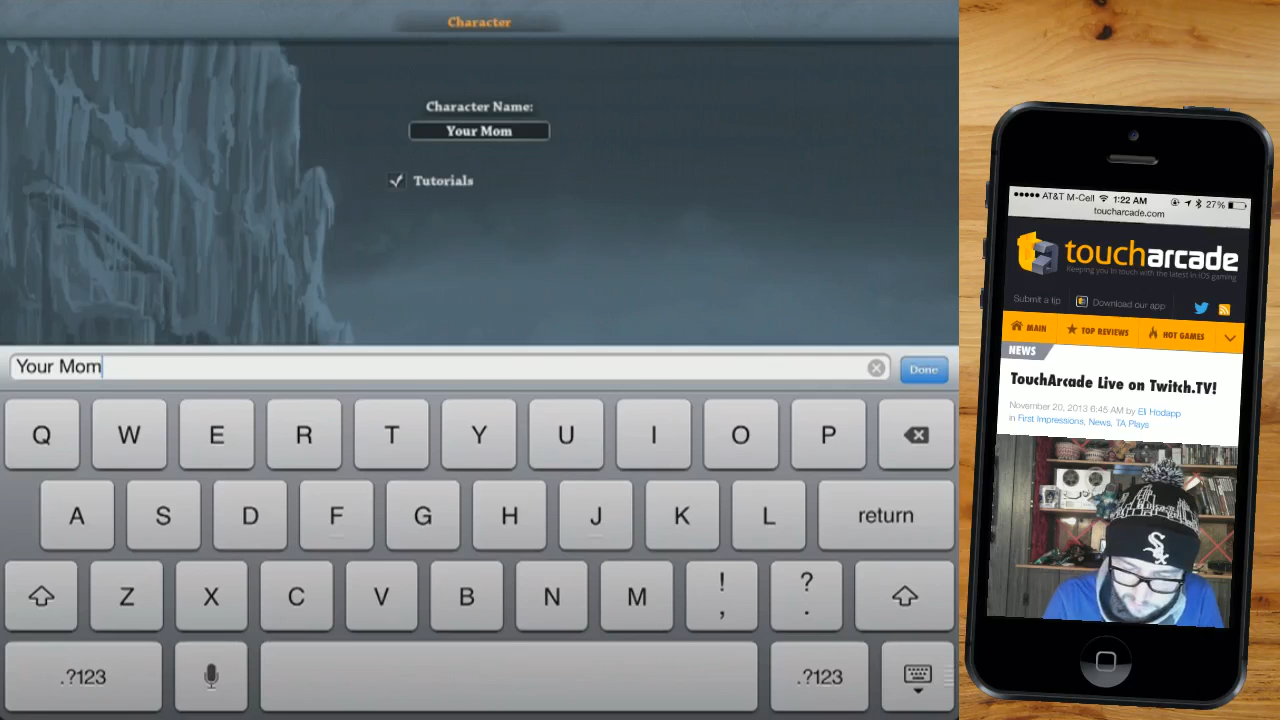 Character
Character Name:
Your Mom
Tutorials
Your Mom
Done
Q W E R T Y U I O P
A S D F G H J K L return
Z X C V B N M ! , ? .
.?123 .?123
AT&T M-Cell 1:22 AM 27%
toucharcade.com
toucharcade
Keeping you in touch with the latest in iOS gaming
Submit a tip Download our app
MAIN TOP REVIEWS HOT GAMES
NEWS
TouchArcade Live on Twitch.TV!
November 20, 2013 6:45 AM by Eli Hodapp
in First Impressions, News, TA Plays
Sox